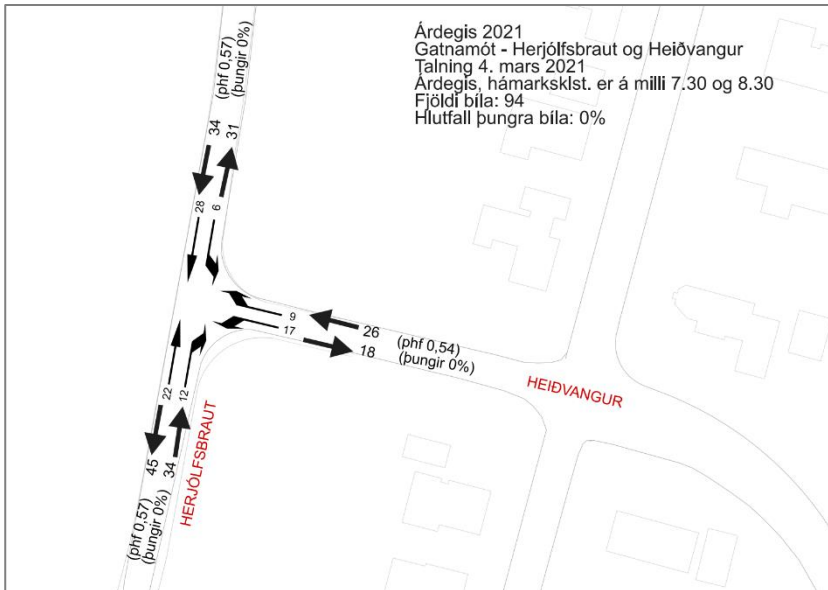 Árdegis 2021
Gatnamót - Herjólfsbraut og Heiðvangur
Talning 4. mars 2021
Árdegis, hámarksklst. er á milli 7.30 og 8.30
Fjöldi bíla: 94
Hlutfall þungra bíla: 0%
(phf 0,57)
(þungir 0%)
34
31
28
6
9
17
26
18
(phf 0,54)
(þungir 0%)
HEIÐVANGUR
22
12
45
34
(phf 0,57)
(þungir 0%)
HERJÓLFSBRAUT